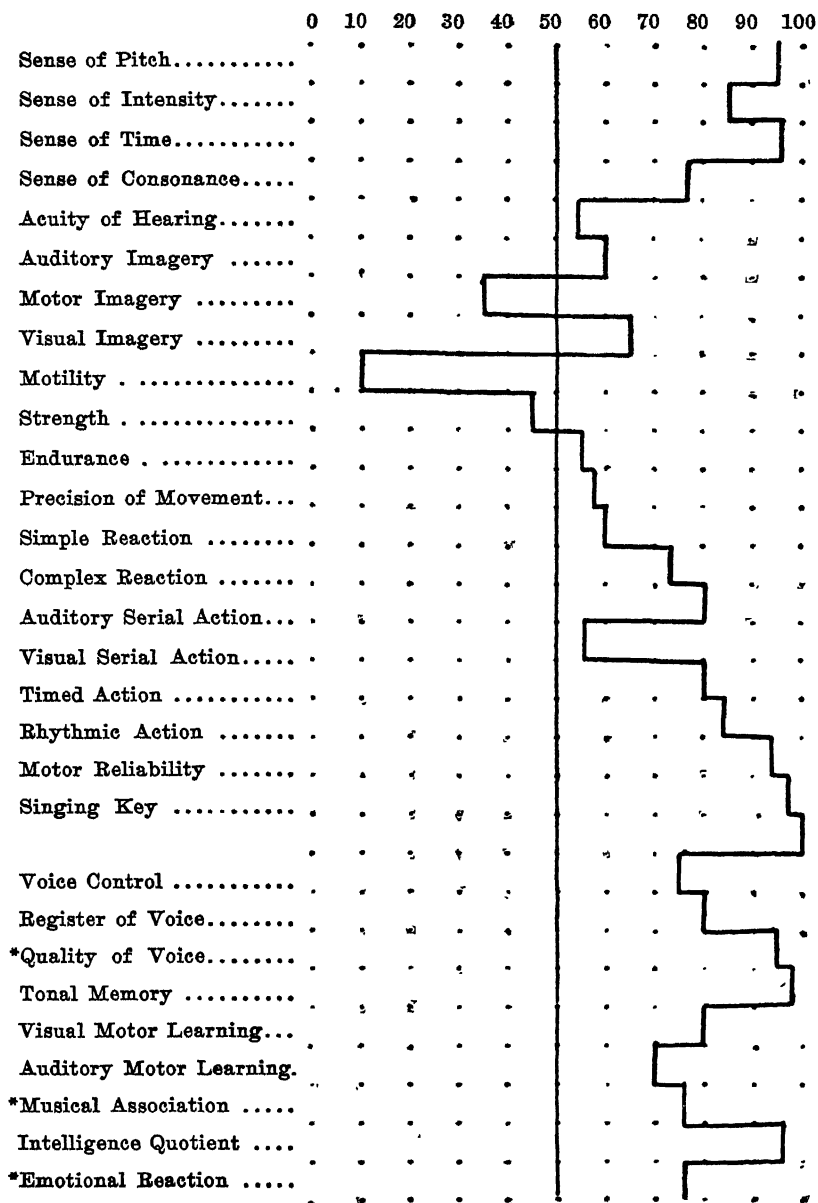 0 10 20 30 40 50 60 70 80 90 100
Sense of Pitch...........
Sense of Intensity.......
Sense of Time...........
Sense of Consonance.....
Acuity of Hearing.......
Auditory Imagery ......
Motor Imagery .........
Visual Imagery .........
Motility . ..............
Strength . ..............
Endurance . ............
Precision of Movement...
Simple Reaction ........
Complex Reaction .......
Auditory Serial Action...
Visual Serial Action.....
Timed Action ...........
Rhythmic Action .......
Motor Reliability .......
Singing Key ...........
Voice Control ...........
Register of Voice........
*Quality of Voice........
Tonal Memory ..........
Visual Motor Learning...
Auditory Motor Learning.
*Musical Association .....
Intelligence Quotient ....
*Emotional Reaction .....